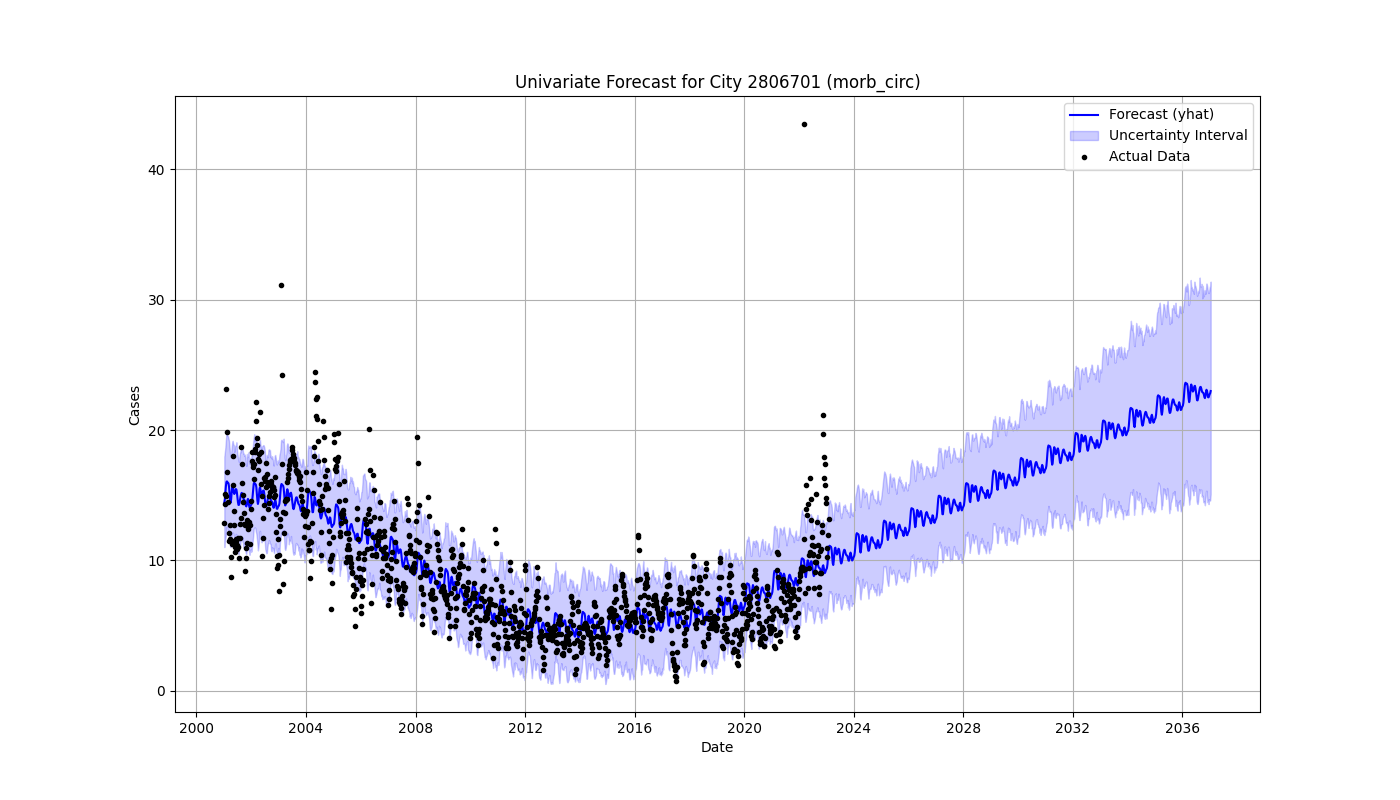 Univariate Forecast for City 2806701 (morb_circ)
Forecast (yhat)
Uncertainty Interval
Actual Data
40
30
20
10
0
Cases
2000 2004 2008 2012 2016 2020 2024 2028 2032 2036
Date